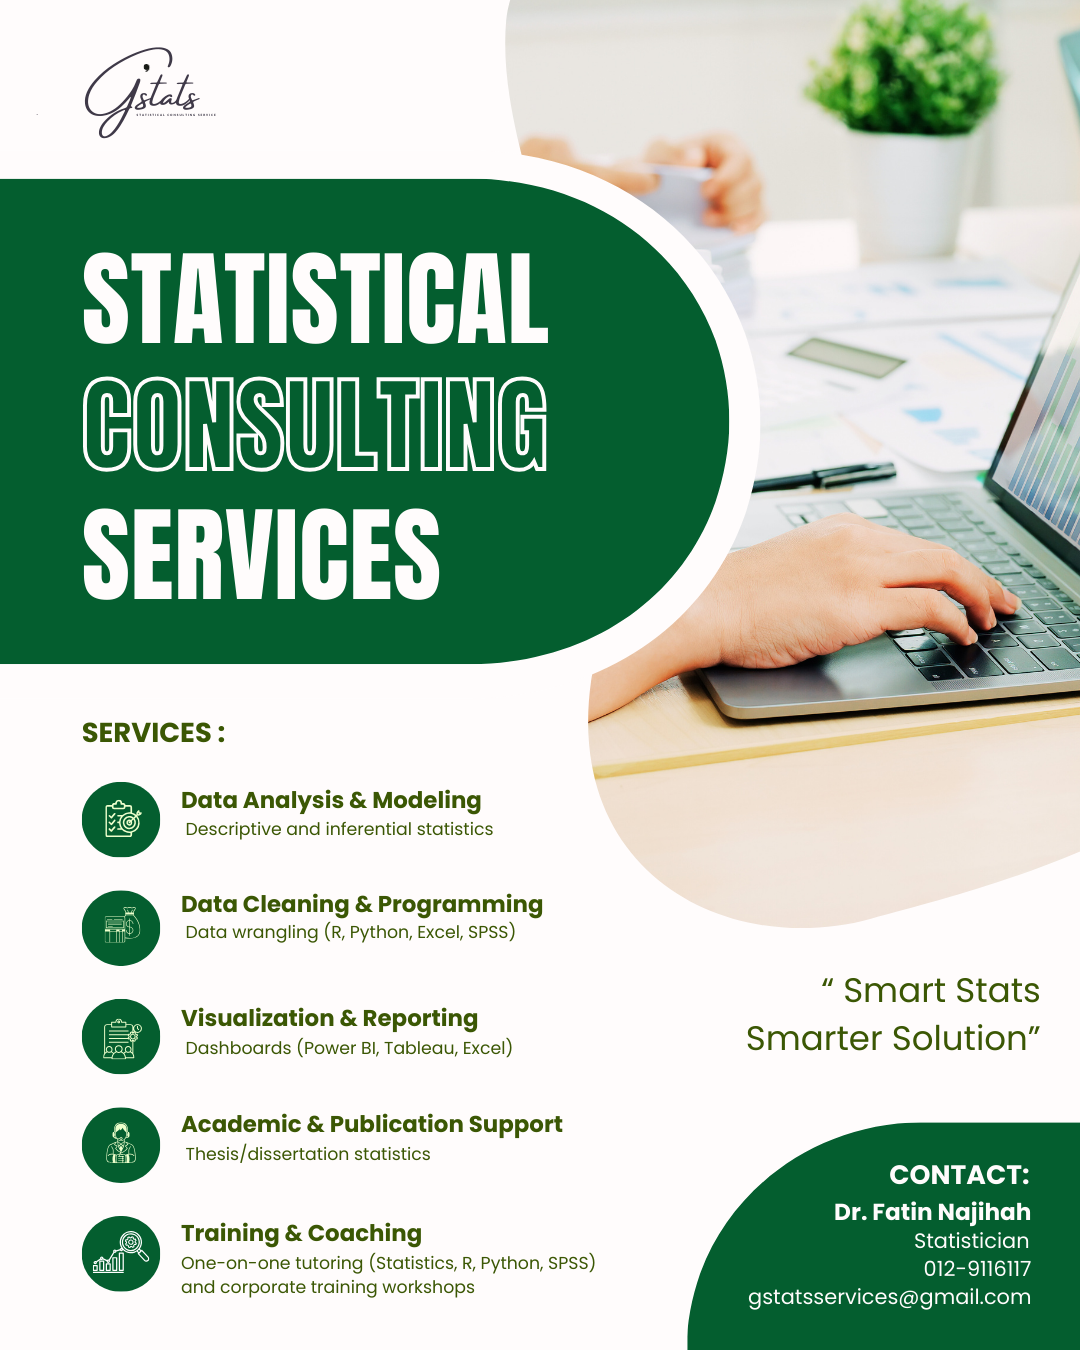 G'stats
STATISTICAL CONSULTING SERVICE
STATISTICAL
CONSULTING
SERVICES
SERVICES :
Data Analysis & Modeling
Descriptive and inferential statistics
Data Cleaning & Programming
Data wrangling (R, Python, Excel, SPSS)
Visualization & Reporting
Dashboards (Power BI, Tableau, Excel)
Academic & Publication Support
Thesis/dissertation statistics
Training & Coaching
One-on-one tutoring (Statistics, R, Python, SPSS)
and corporate training workshops
“ Smart Stats
Smarter Solution”
CONTACT:
Dr. Fatin Najihah
Statistician
012-9116117
gstatsservices@gmail.com